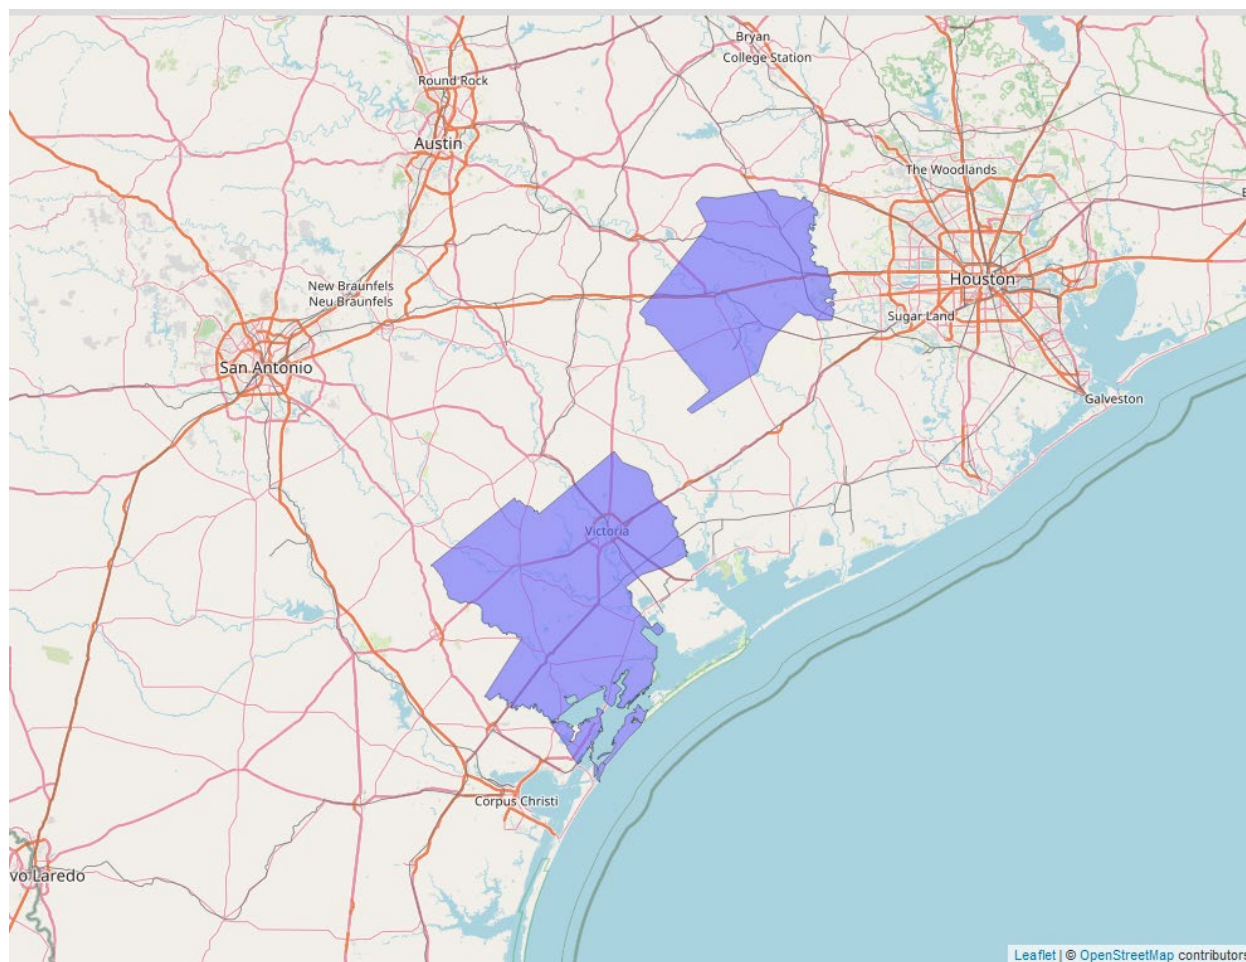 Bryan
College Station
Round Rock
Austin
The Woodlands
Houston
New Braunfels
Neu Braunfels
Sugar Land
San Antonio
Galveston
Victoria
Corpus Christi
vo Laredo
Leaflet | © OpenStreetMap contributors